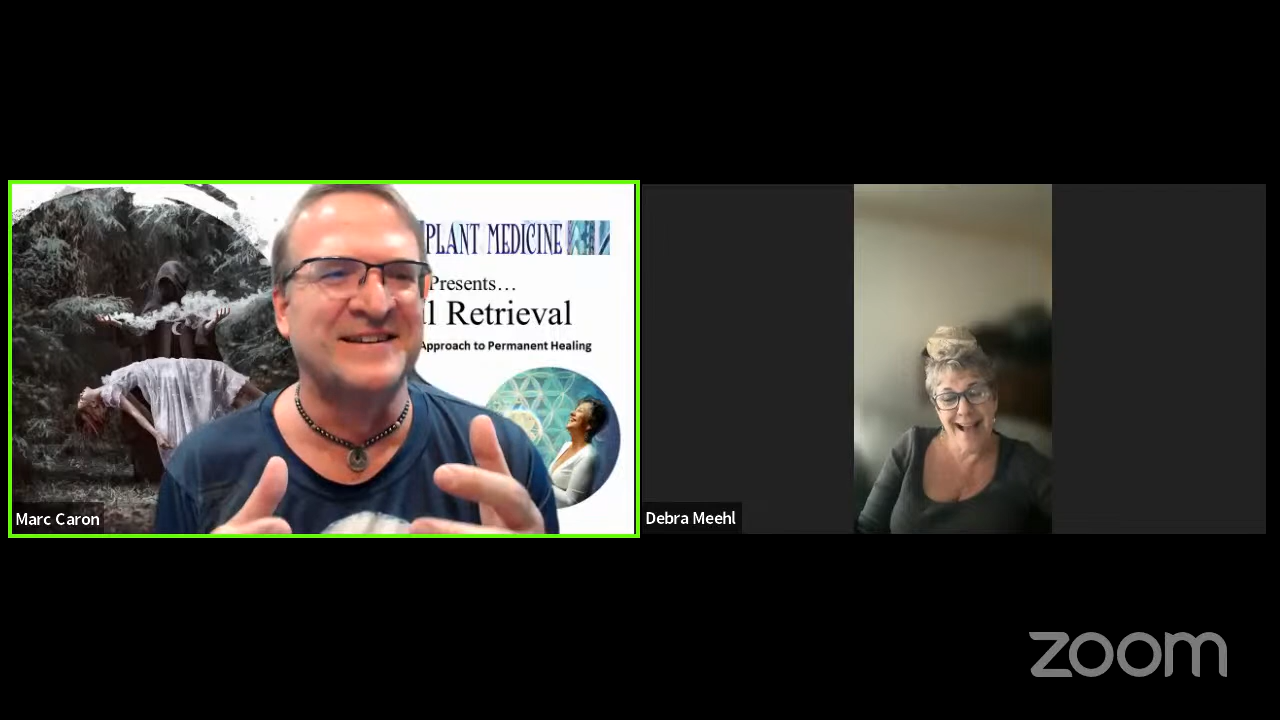 PLANT MEDICINE
Presents…
l Retrieval
Approach to Permanent Healing
Marc Caron
Debra Meehl
zoom